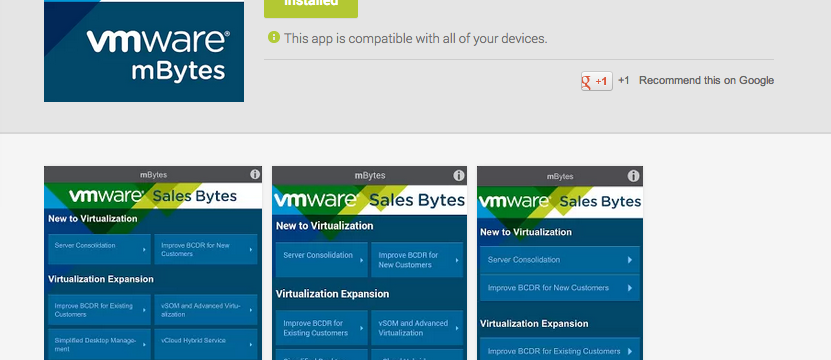 Installed
vmware®
mBytes
This app is compatible with all of your devices.
g +1
+1
Recommend this on Google
mBytes
vmware® Sales Bytes
New to Virtualization
Server Consolidation
Improve BCDR for New
Customers
Virtualization Expansion
Improve BCDR for Existing
Customers
vSOM and Advanced Virtu-
alization
Simplified Desktop Manage-
ment
vCloud Hybrid Service
mBytes
vmware® Sales Bytes
New to Virtualization
Server Consolidation
Improve BCDR for
New Customers
Virtualization Expansion
Improve BCDR for
Existing Customers
vSOM and Advanced
Virtualization
mBytes
vmware® Sales Bytes
New to Virtualization
Server Consolidation
Improve BCDR for New Customers
Virtualization Expansion
Improve BCDR for Existing Customers